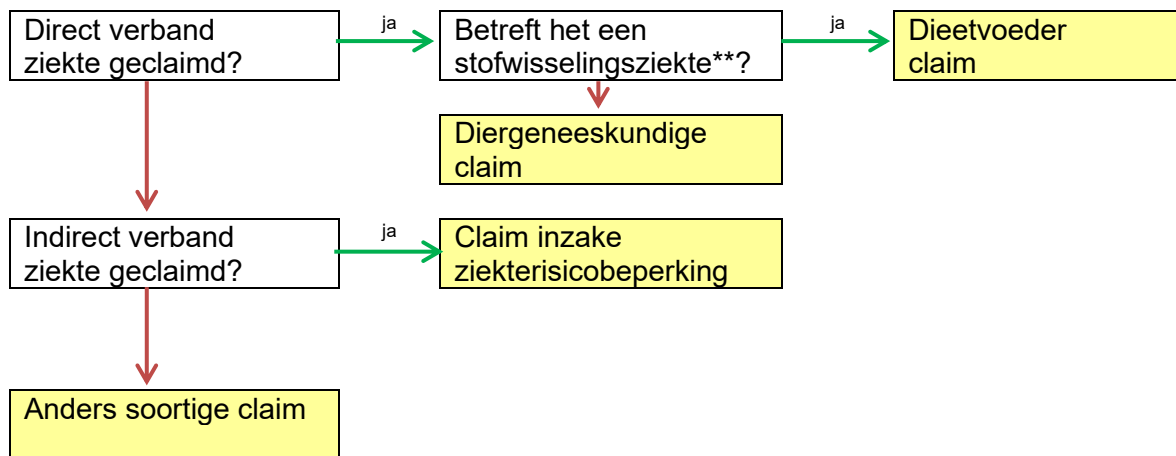 Direct verband
ziekte geclaimd?
ja
Betreft het een
stofwisselingsziekte**?
ja
Dieetvoeder
claim
Diergeneeskundige
claim
Indirect verband
ziekte geclaimd?
ja
Claim inzake
ziekterisicobeperking
Anders soortige claim